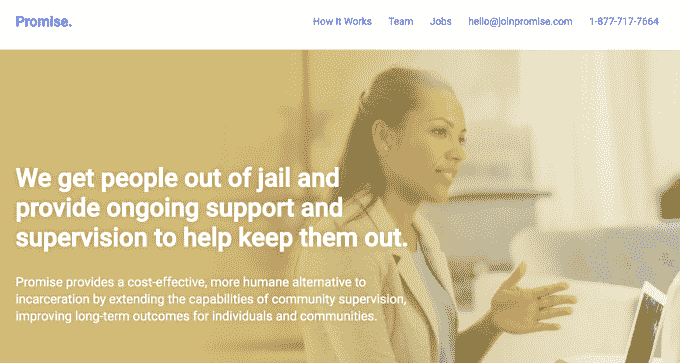 Promise.
How It Works Team Jobs hello@joinpromise.com 1-877-717-7664
We get people out of jail and
provide ongoing support and
supervision to help keep them out.
Promise provides a cost-effective, more humane alternative to
incarceration by extending the capabilities of community supervision,
improving long-term outcomes for individuals and communities.